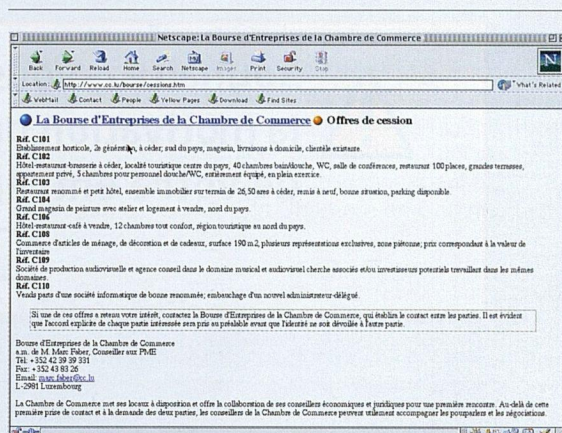 Netscape: La Bourse d'Entreprises de la Chambre de Commerce
Back Forward Reload Home Search Netscape Images Print Security Stop
Location: http://www.cc.lu/bourse/cessions.htm What's Related
WebMail Contact People Yellow Pages Download Find Sites
La Bourse d'Entreprises de la Chambre de Commerce Offres de cession
Réf. C101
Etablissement horticole, 2e génération, à céder; sud du pays, magasin, livraisons à domicile, clientèle existante.
Réf. C102
Hôtel-restaurant-brasserie à céder, localité touristique centre du pays, 40 chambres bain/douche, WC, salle de conférences, restaurant 100 places, grandes terrasses,
appartement privé, 5 chambres pour personnel douche/WC, entièrement équipé, en plein exercice.
Réf. C103
Restaurant renommé et petit hôtel, ensemble immobilier sur terrain de 26,50 ares à céder, remis à neuf, bonne situation, parking disponible.
Réf. C104
Grand magasin de peinture avec atelier et logement à vendre, nord du pays.
Réf. C106
Hôtel-restaurant-café à vendre, 12 chambres tout confort, région touristique au nord du pays.
Réf. C108
Commerce d'articles de ménage, de décoration et de cadeaux, surface 190 m2, plusieurs représentations exclusives, zone piétonne; prix correspondant à la valeur de
l'inventaire
Réf. C109
Société de production audiovisuelle et agence conseil dans le domaine musical et audiovisuel cherche associés et/ou investisseurs potentiels travaillant dans les mêmes
domaines.
Réf. C110
Vends parts d'une société informatique de bonne renommée; embauchage d'un nouvel administrateur-délégué.
Si une de ces offres a retenu votre intérêt, contactez la Bourse d'Entreprises de la Chambre de Commerce, qui établira le contact entre les parties. Il est évident
que l'accord explicite de chaque partie intéressée sera pris au préalable avant que l'identité ne soit dévoilée à l'autre partie.
Bourse d'Entreprises de la Chambre de Commerce
a.m. de M. Marc Faber, Conseiller aux PME
Tél: +352 42 39 39 331
Fax: +352 43 83 26
Email: marc.faber@cc.lu
L-2981 Luxembourg
La Chambre de Commerce met ses locaux à disposition et offre la collaboration de ses conseillers économiques et juridiques pour une première rencontre. Au-delà de cette
première prise de contact et à la demande des deux parties, les conseillers de la Chambre de Commerce peuvent utilement accompagner les pourparlers et les négociations.